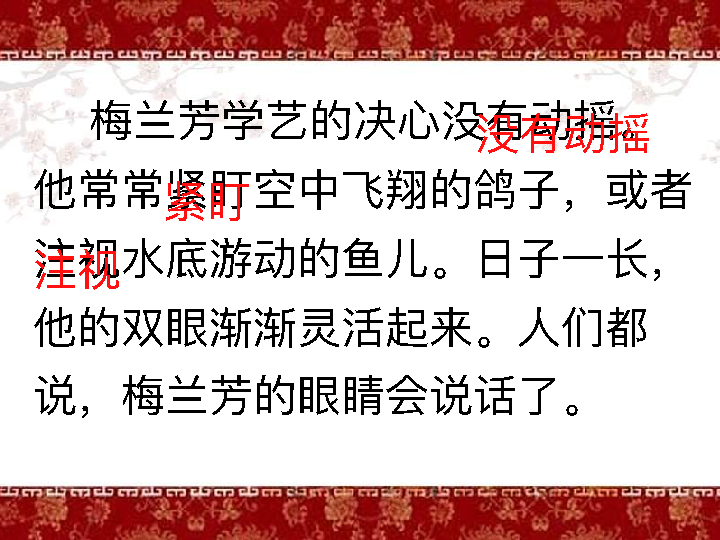 梅兰芳学艺的决心没有动摇。
没有动摇
他常常紧盯空中飞翔的鸽子，或者
紧盯
注视水底游动的鱼儿。日子一长，
注视
他的双眼渐渐灵活起来。人们都
说，梅兰芳的眼睛会说话了。